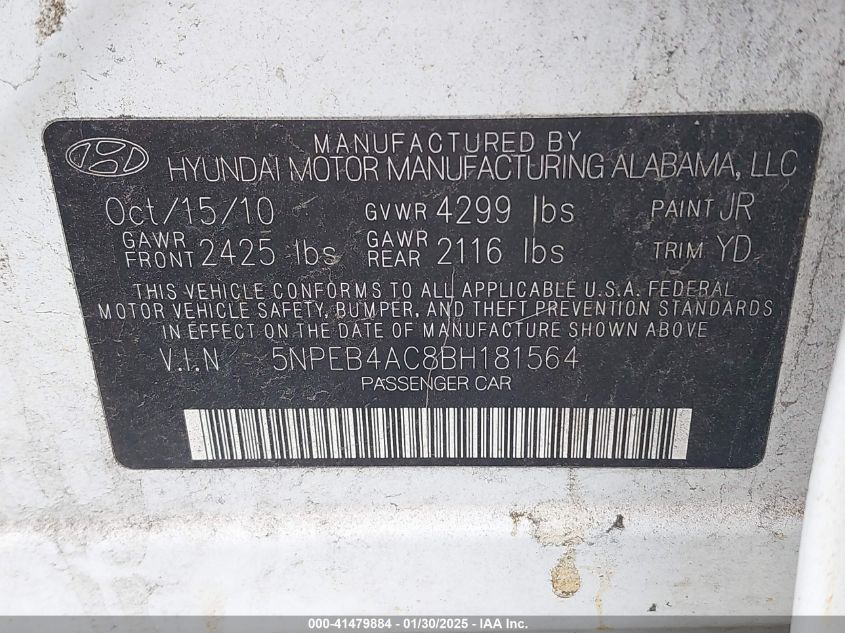 MANUFACTURED BY
HYUNDAI MOTOR MANUFACTURING ALABAMA, LLC
Oct/15/10 GVWR 4299 lbs PAINT JR
GAWR FRONT 2425 lbs GAWR REAR 2116 lbs TRIM YD
THIS VEHICLE CONFORMS TO ALL APPLICABLE U.S.A. FEDERAL
MOTOR VEHICLE SAFETY, BUMPER, AND THEFT PREVENTION STANDARDS
IN EFFECT ON THE DATE OF MANUFACTURE SHOWN ABOVE
V.I.N 5NPEB4AC8BH181564
PASSENGER CAR
000-41479884 - 01/30/2025 - IAA Inc.